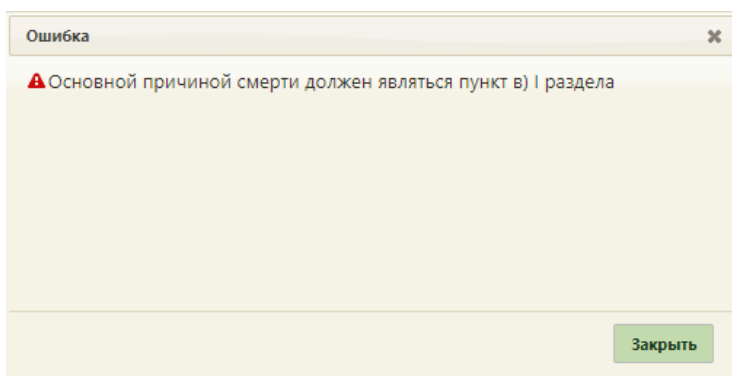 Ошибка
Основной причиной смерти должен являться пункт в) I раздела
Закрыть